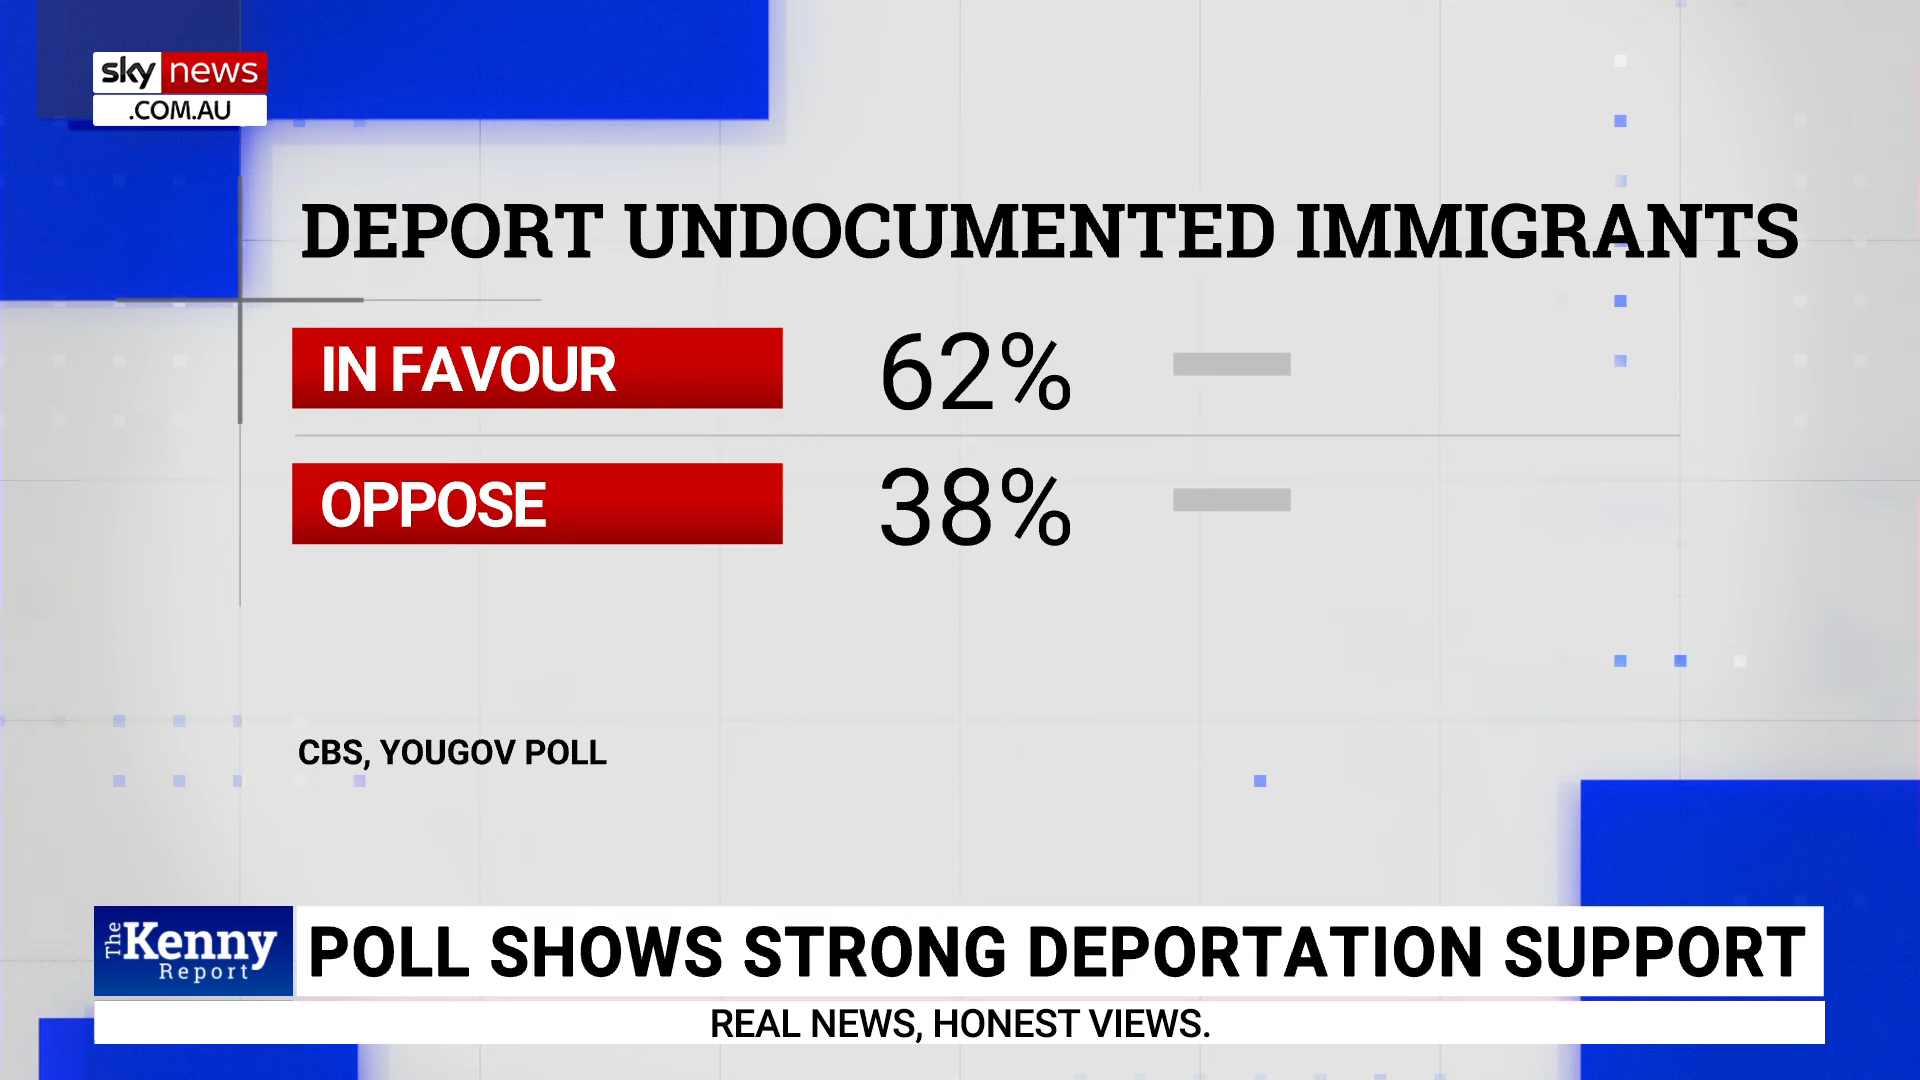 sky news
.COM.AU
DEPORT UNDOCUMENTED IMMIGRANTS
IN FAVOUR 62%
OPPOSE 38%
CBS, YOUGOV POLL
The Kenny Report
POLL SHOWS STRONG DEPORTATION SUPPORT
REAL NEWS, HONEST VIEWS.